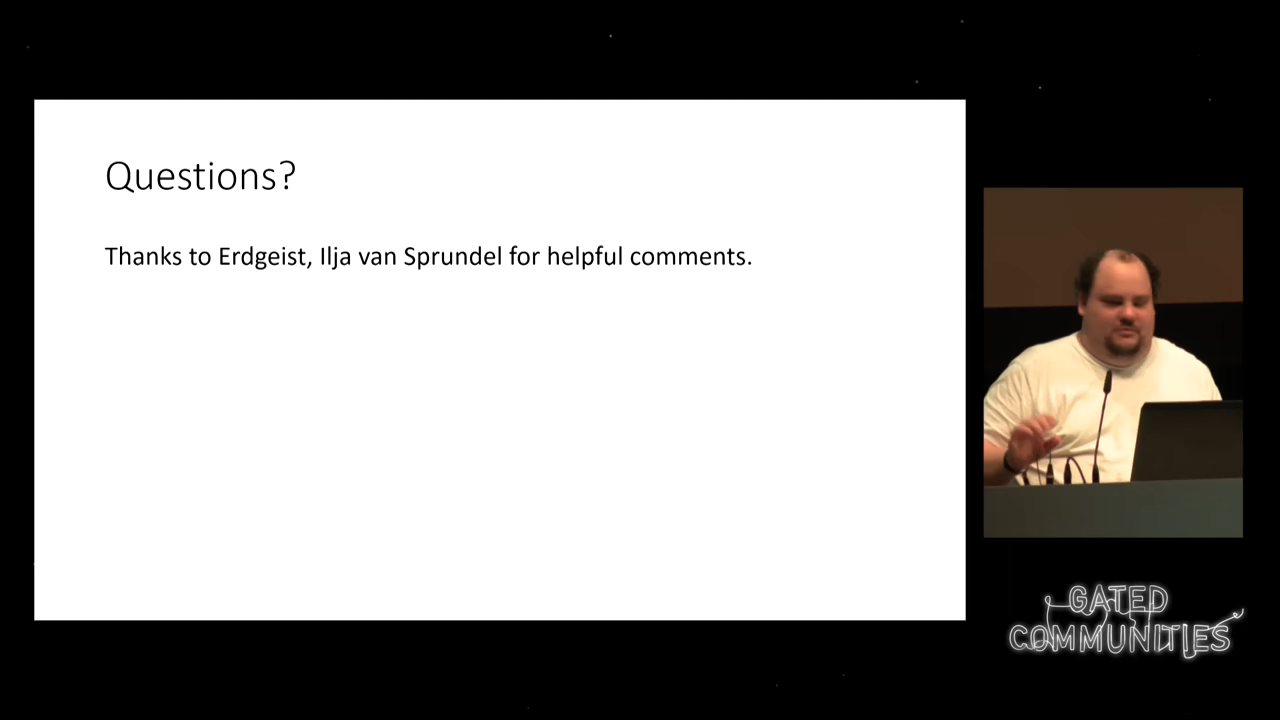 Questions?
Thanks to Erdgeist, Ilja van Sprundel for helpful comments.
GATED
COMMUNITIES